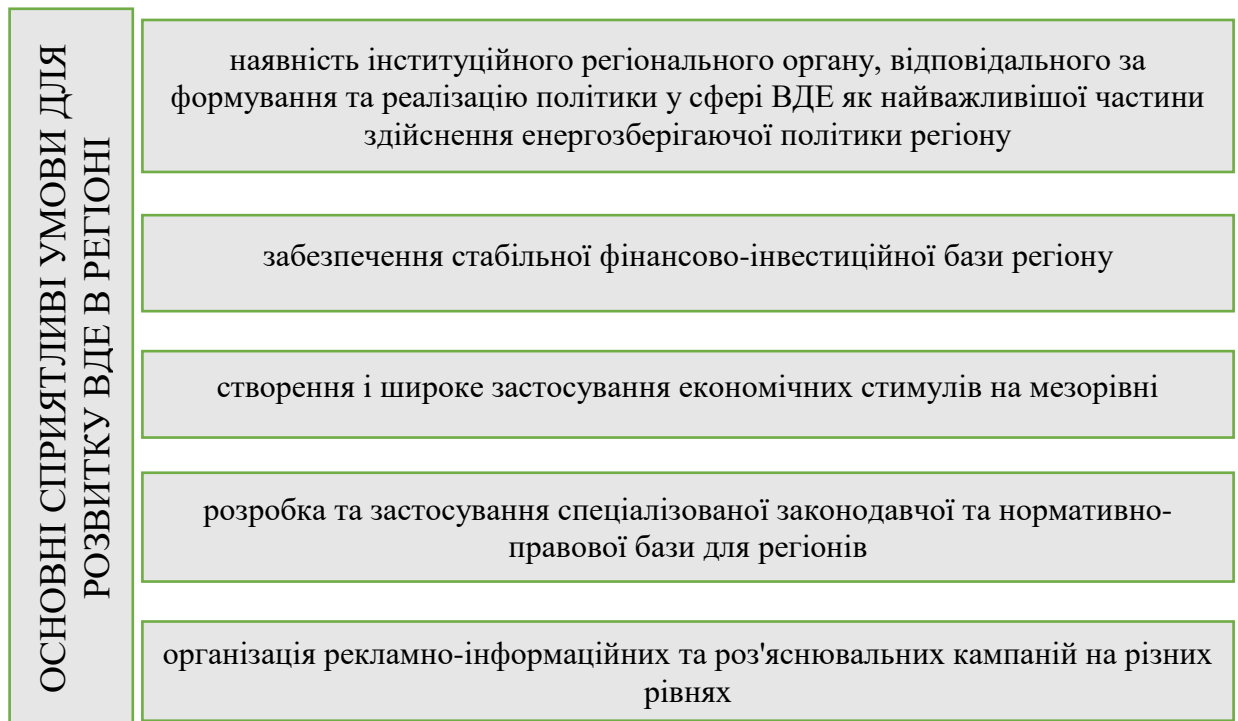 ОСНОВНІ СПРИЯТЛИВІ УМОВИ ДЛЯ
РОЗВИТКУ ВДЕ В РЕГІОНІ
наявність інституційного регіонального органу, відповідального за
формування та реалізацію політики у сфері ВДЕ як найважливішої частини
здійснення енергозберігаючої політики регіону
забезпечення стабільної фінансово-інвестиційної бази регіону
створення і широке застосування економічних стимулів на мезорівні
розробка та застосування спеціалізованої законодавчої та нормативно-
правової бази для регіонів
організація рекламно-інформаційних та роз'яснювальних кампаній на різних
рівнях